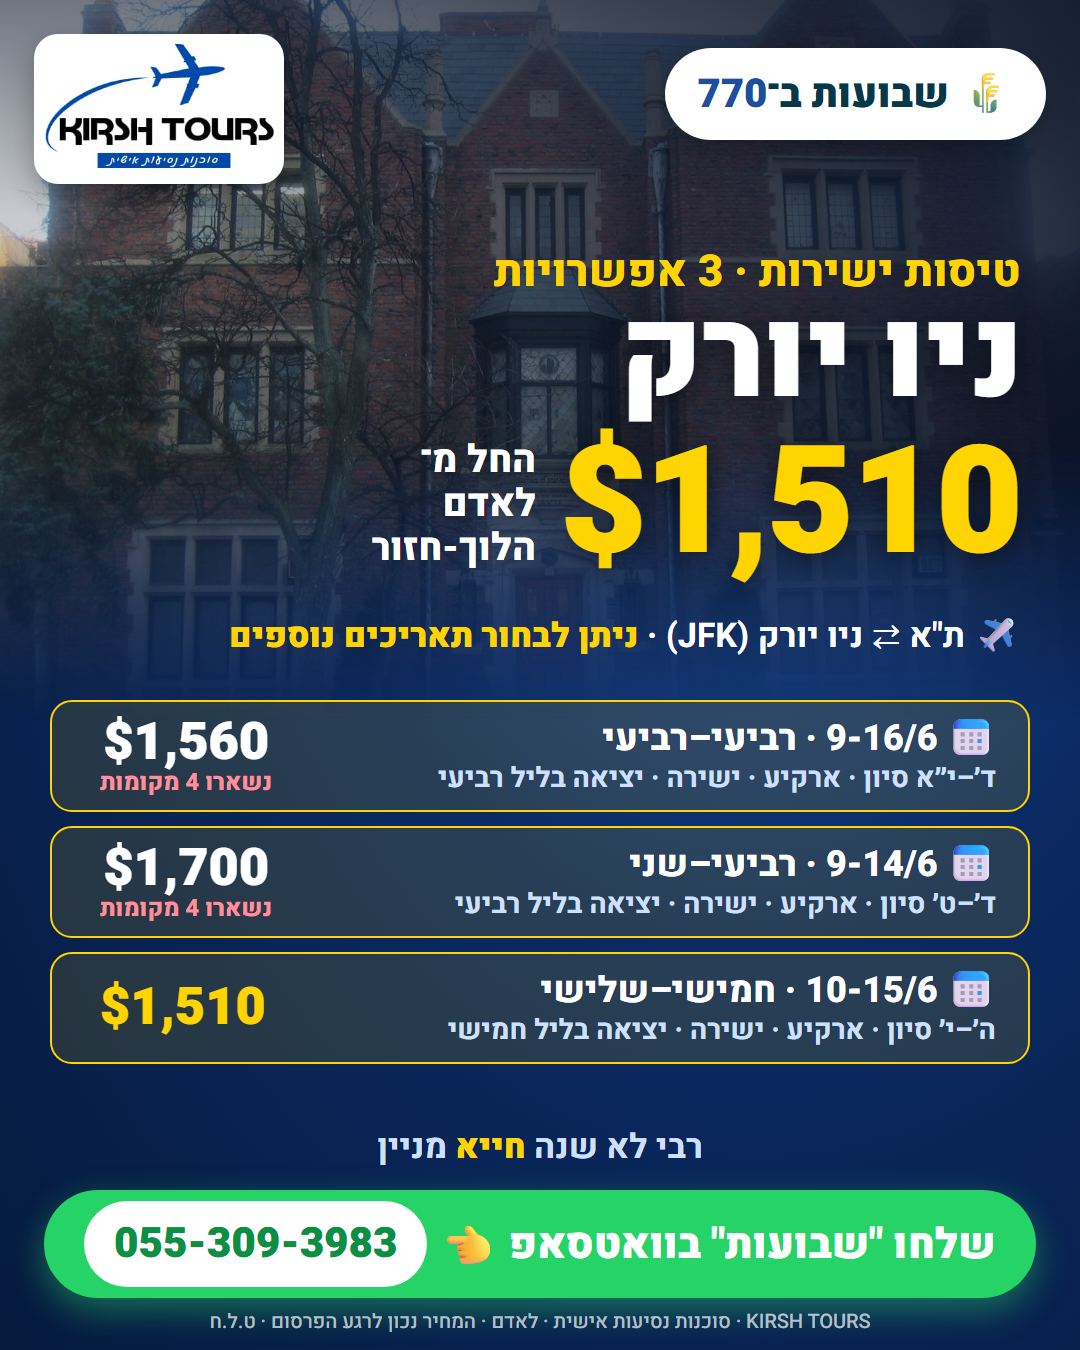 KIRSH TOURS
סוכנות נסיעות אישית
שבועות ב־770
טיסות ישירות · 3 אפשרויות
ניו יורק
$1,510
החל מ־
לאדם
הלוך-חזור
ת"א ⇄ ניו יורק (JFK) · ניתן לבחור תאריכים נוספים
9-16/6 · רביעי–רביעי
ד׳–י״א סיון · ארקיע · ישירה · יציאה בליל רביעי
$1,560
נשארו 4 מקומות
9-14/6 · רביעי–שני
ד׳–ט׳ סיון · ארקיע · ישירה · יציאה בליל רביעי
$1,700
נשארו 4 מקומות
10-15/6 · חמישי–שלישי
ה׳–י׳ סיון · ארקיע · ישירה · יציאה בליל חמישי
$1,510
רבי לא שנה חייא מניין
שלחו "שבועות" בוואטסאפ 055-309-3983
KIRSH TOURS · סוכנות נסיעות אישית · לאדם · המחיר נכון לרגע הפרסום · ט.ל.ח